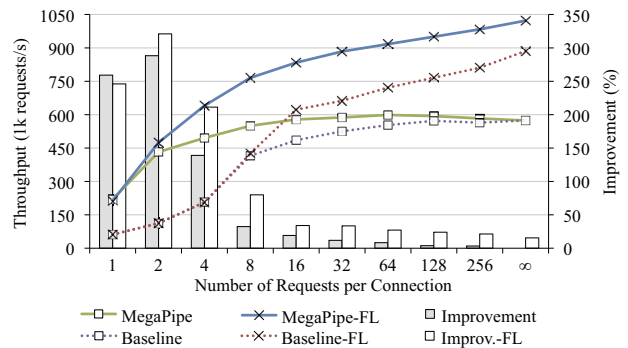 1050
900
750
600
450
300
150
0
Throughput (1k requests/s)
350
300
250
200
150
100
50
0
Improvement (%)
1 2 4 8 16 32 64 128 256 ∞
Number of Requests per Connection
MegaPipe MegaPipe-FL Improvement
Baseline Baseline-FL Improv.-FL